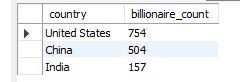 country billionaire_count
United States 754
China 504
India 157